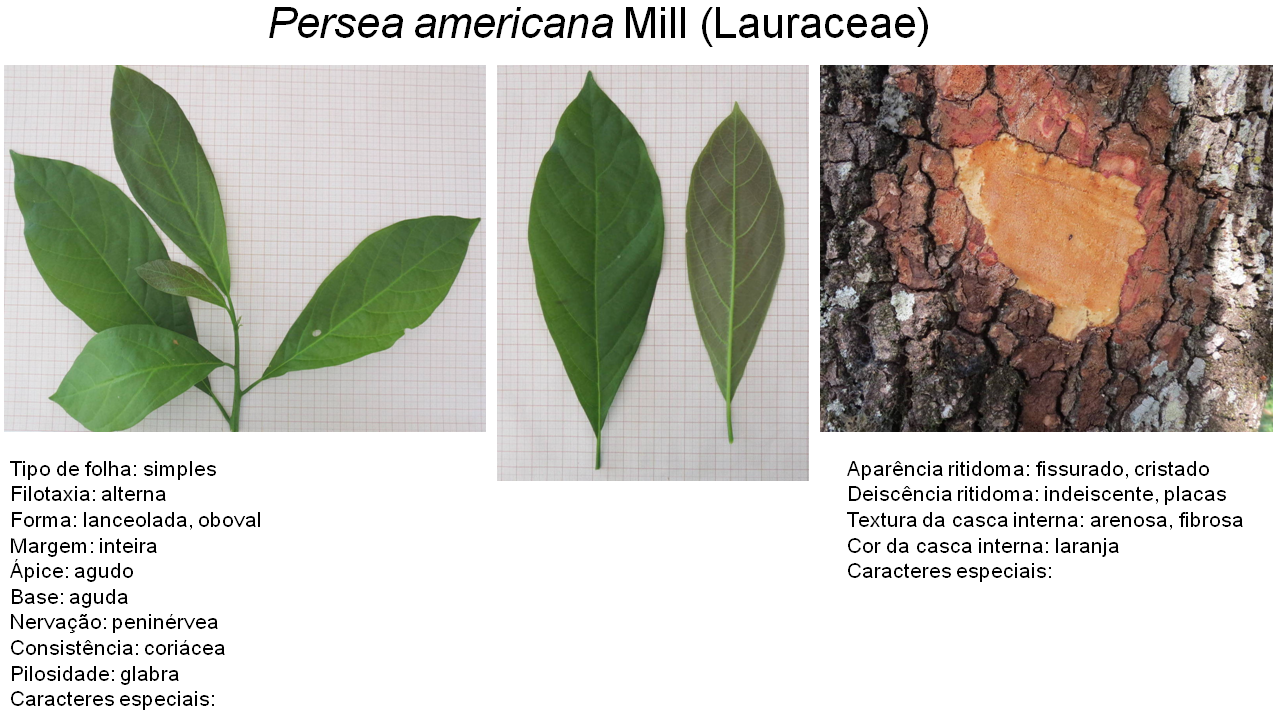 Persea americana Mill (Lauraceae)
Tipo de folha: simples
Filotaxia: alterna
Forma: lanceolada, oboval
Margem: inteira
Ápice: agudo
Base: aguda
Nervação: peninérvea
Consistência: coriácea
Pilosidade: glabra
Caracteres especiais:
Aparência ritidoma: fissurado, cristado
Deiscência ritidoma: indeiscente, placas
Textura da casca interna: arenosa, fibrosa
Cor da casca interna: laranja
Caracteres especiais: